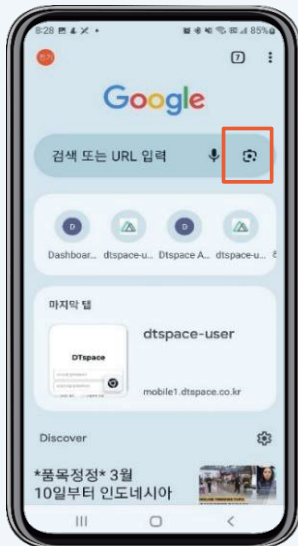 8:28
85%
7
Google
검색 또는 URL 입력
D
D
Dashboar... dtspace-u... Dtspace A... dtspace-u...
마지막 탭
dtspace-user
DTspace
mobile1.dtspace.co.kr
Discover
*품목정정* 3월
10일부터 인도네시아